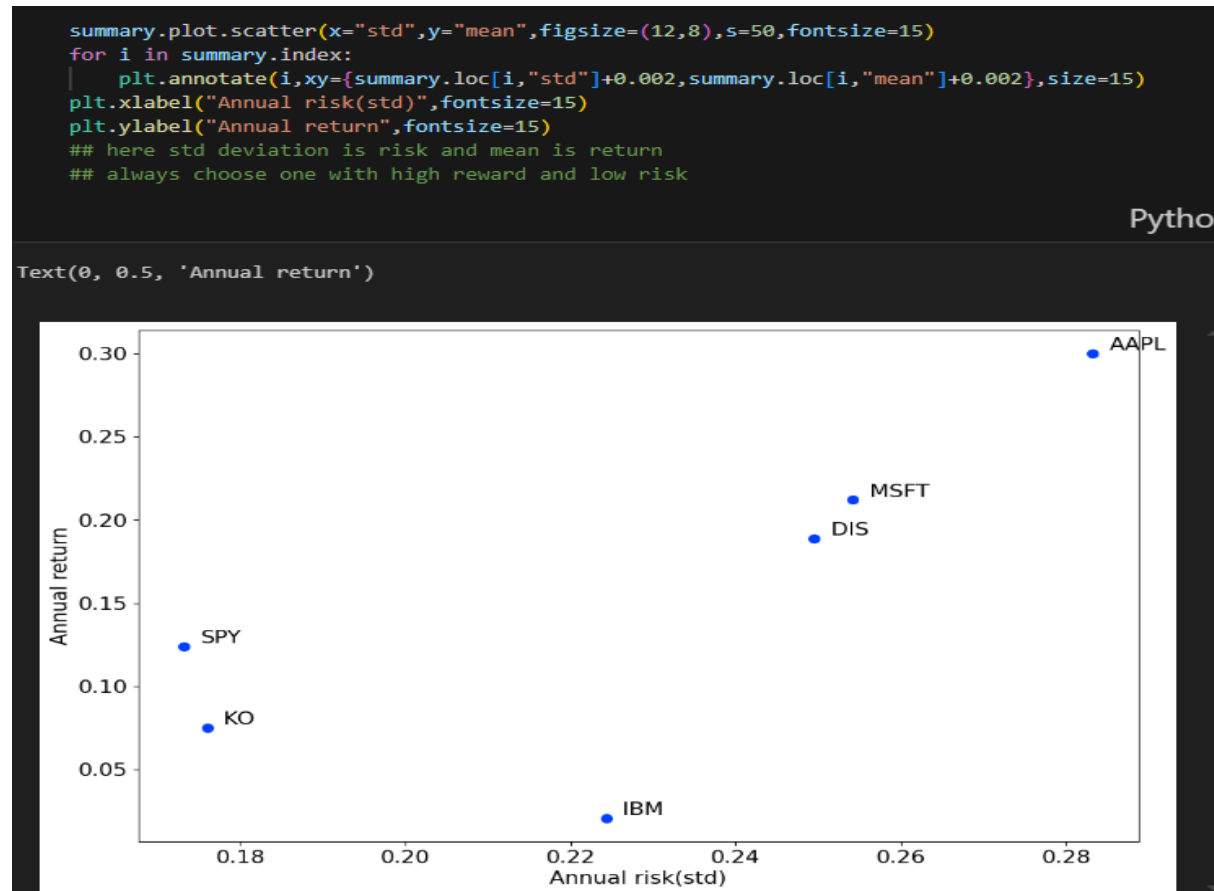 summary.plot.scatter(x="std",y="mean",figsize=(12,8),s=50,fontsize=15)
for i in summary.index:
    plt.annotate(i,xy={summary.loc[i,"std"]+0.002,summary.loc[i,"mean"]+0.002},size=15)
plt.xlabel("Annual risk(std)",fontsize=15)
plt.ylabel("Annual return",fontsize=15)
## here std deviation is risk and mean is return
## always choose one with high reward and low risk
Pytho
Text(0, 0.5, 'Annual return')
AAPL
0.30
0.25
MSFT
0.20
DIS
Annual return
0.15
SPY
0.10
KO
0.05
IBM
0.18 0.20 0.22 0.24 0.26 0.28
Annual risk(std)